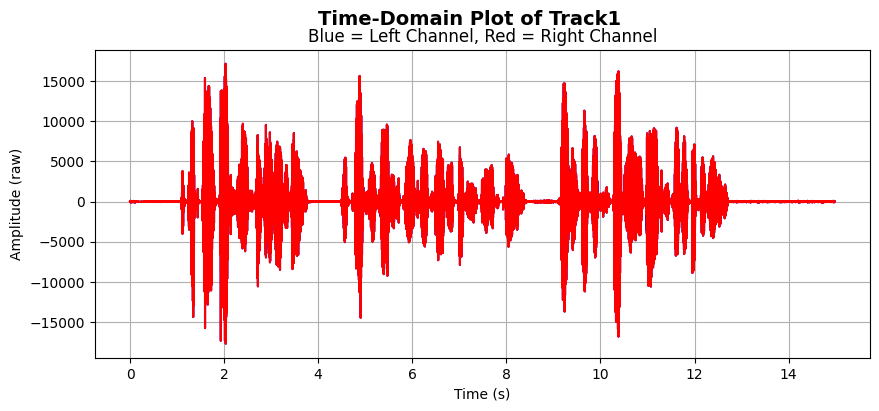 Time-Domain Plot of Track1
Blue = Left Channel, Red = Right Channel
15000
10000
5000
0
−5000
−10000
−15000
Amplitude (raw)
0 2 4 6 8 10 12 14
Time (s)